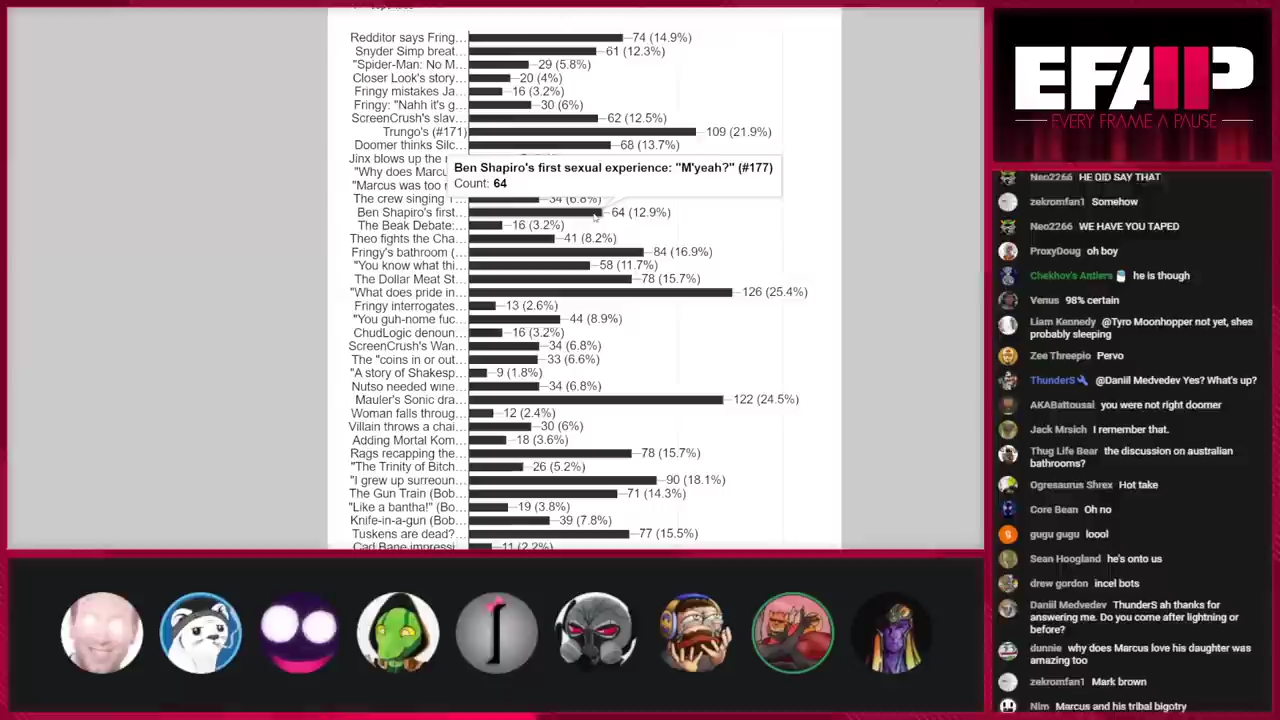 Redditor says Fring... 74 (14.9%)
Snyder Simp breat... 61 (12.3%)
"Spider-Man: No M... 29 (5.8%)
Closer Look's story... 20 (4%)
Fringy mistakes Ja... 16 (3.2%)
Fringy: "Nahh it's g... 30 (6%)
ScreenCrush's slav... 62 (12.5%)
Trungo's (#171) 109 (21.9%)
Doomer thinks Silc... 68 (13.7%)
Jinx blows up the
"Why does Marcu
"Marcus was too
Ben Shapiro's first sexual experience: "M'yeah?" (#177)
Count: 64
The crew singing 34 (6.8%)
Ben Shapiro's first... 64 (12.9%)
The Beak Debate:... 16 (3.2%)
Theo fights the Cha... 41 (8.2%)
Fringy's bathroom (... 84 (16.9%)
"You know what thi... 58 (11.7%)
The Dollar Meat St... 78 (15.7%)
"What does pride in... 126 (25.4%)
Fringy interrogates... 13 (2.6%)
"You guh-nome fuc... 44 (8.9%)
ChudLogic denoun... 16 (3.2%)
ScreenCrush's Wan... 34 (6.8%)
The "coins in or out... 33 (6.6%)
"A story of Shakesp... 9 (1.8%)
Nutso needed wine... 34 (6.8%)
Mauler's Sonic dra... 122 (24.5%)
Woman falls throug... 12 (2.4%)
Villain throws a chai... 30 (6%)
Adding Mortal Kom... 18 (3.6%)
Rags recapping the... 78 (15.7%)
"The Trinity of Bitch... 26 (5.2%)
"I grew up surreoun... 90 (18.1%)
The Gun Train (Bob... 71 (14.3%)
"Like a bantha!" (Bo... 19 (3.8%)
Knife-in-a-gun (Bob... 39 (7.8%)
Tuskens are dead?... 77 (15.5%)
Cad Bane impressi... 11 (2.2%)
EFAP
EVERY FRAME A PAUSE
Neo2266 HE DID SAY THAT
zekromfan1 Somehow
Neo2266 WE HAVE YOU TAPED
ProxyDoug oh boy
Chekhov's Antlers he is though
Venus 98% certain
Liam Kennedy @Tyro Moonhopper not yet, shes
probably sleeping
Zee Threepio Pervo
ThunderS @Daniil Medvedev Yes? What's up?
AKABattousai you were not right doomer
Jack Mrsich I remember that.
Thug Life Bear the discussion on australian
bathrooms?
Ogresaurus Shrex Hot take
Core Bean Oh no
gugu gugu loool
Sean Hoogland he's onto us
drew gordon incel bots
Daniil Medvedev ThunderS ah thanks for
answering me. Do you come after lightning or
before?
dunnie why does Marcus love his daughter was
amazing too
zekromfan1 Mark brown
Nim Marcus and his tribal bigotry